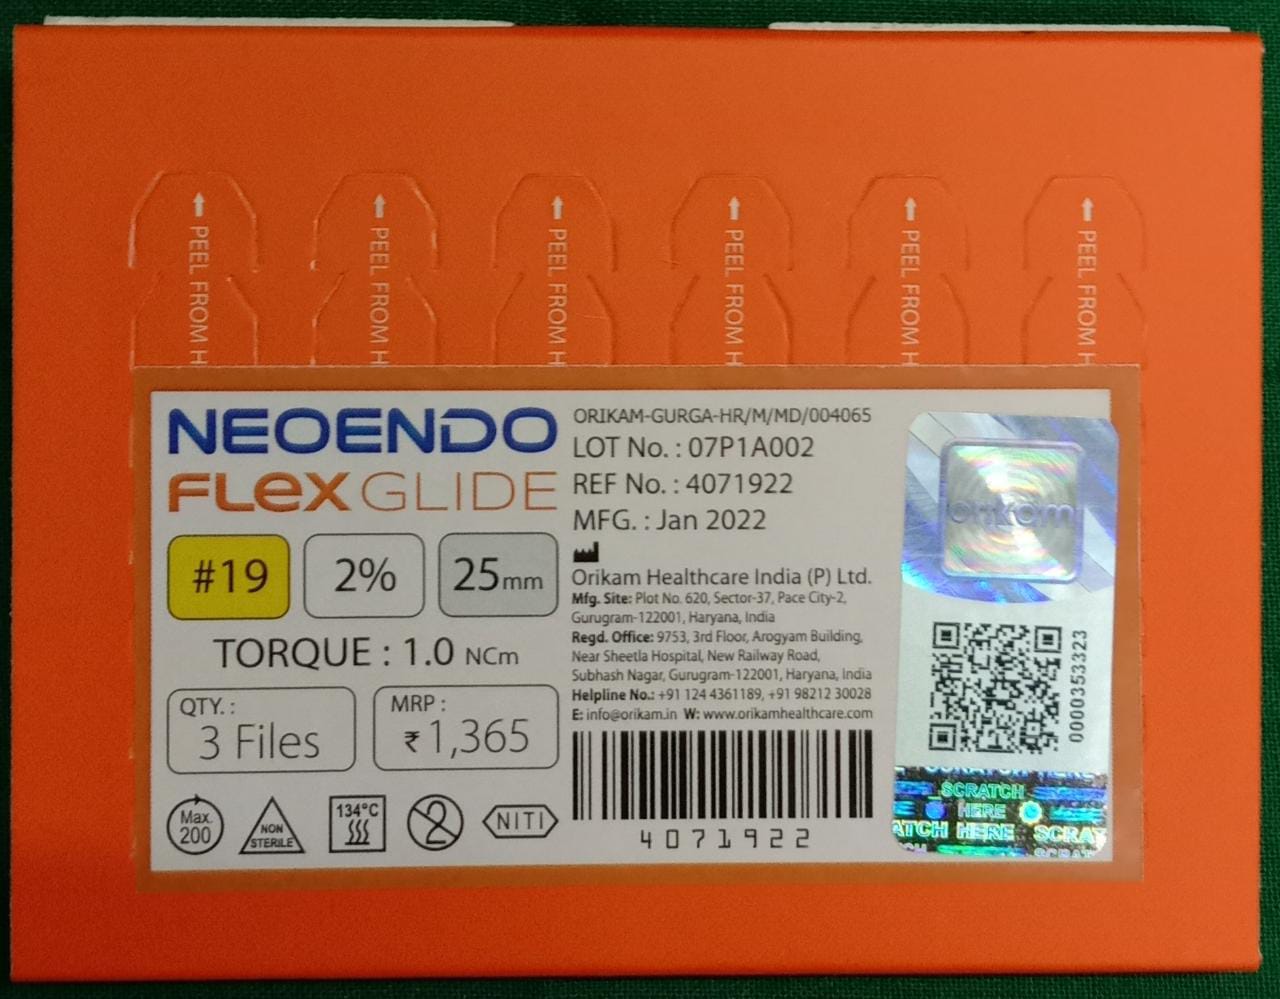 PEEL FROM H
PEEL FROM H
PEEL FROM H
PEEL FROM H
PEEL FROM H
PEEL FROM H
NEOENDO
FLexGLIDE
#19
2%
25mm
TORQUE : 1.0 NCm
QTY. :
3 Files
MRP :
₹1,365
Max.
200
NON
STERILE
134°C
2
NITI
ORIKAM-GURGA-HR/M/MD/004065
LOT No. : 07P1A002
REF No. : 4071922
MFG. : Jan 2022
Orikam Healthcare India (P) Ltd.
Mfg. Site: Plot No. 620, Sector-37, Pace City-2,
Gurugram-122001, Haryana, India
Regd. Office: 9753, 3rd Floor, Arogyam Building,
Near Sheetla Hospital, New Railway Road,
Subhash Nagar, Gurugram-122001, Haryana, India
Helpline No.: +91 124 4361189, +91 98212 30028
E: info@orikam.in W: www.orikamhealthcare.com
4071922
orikam
0000353323
SCRATCH HERE
SCRATCH
HERE
ATCH HERE SCRA